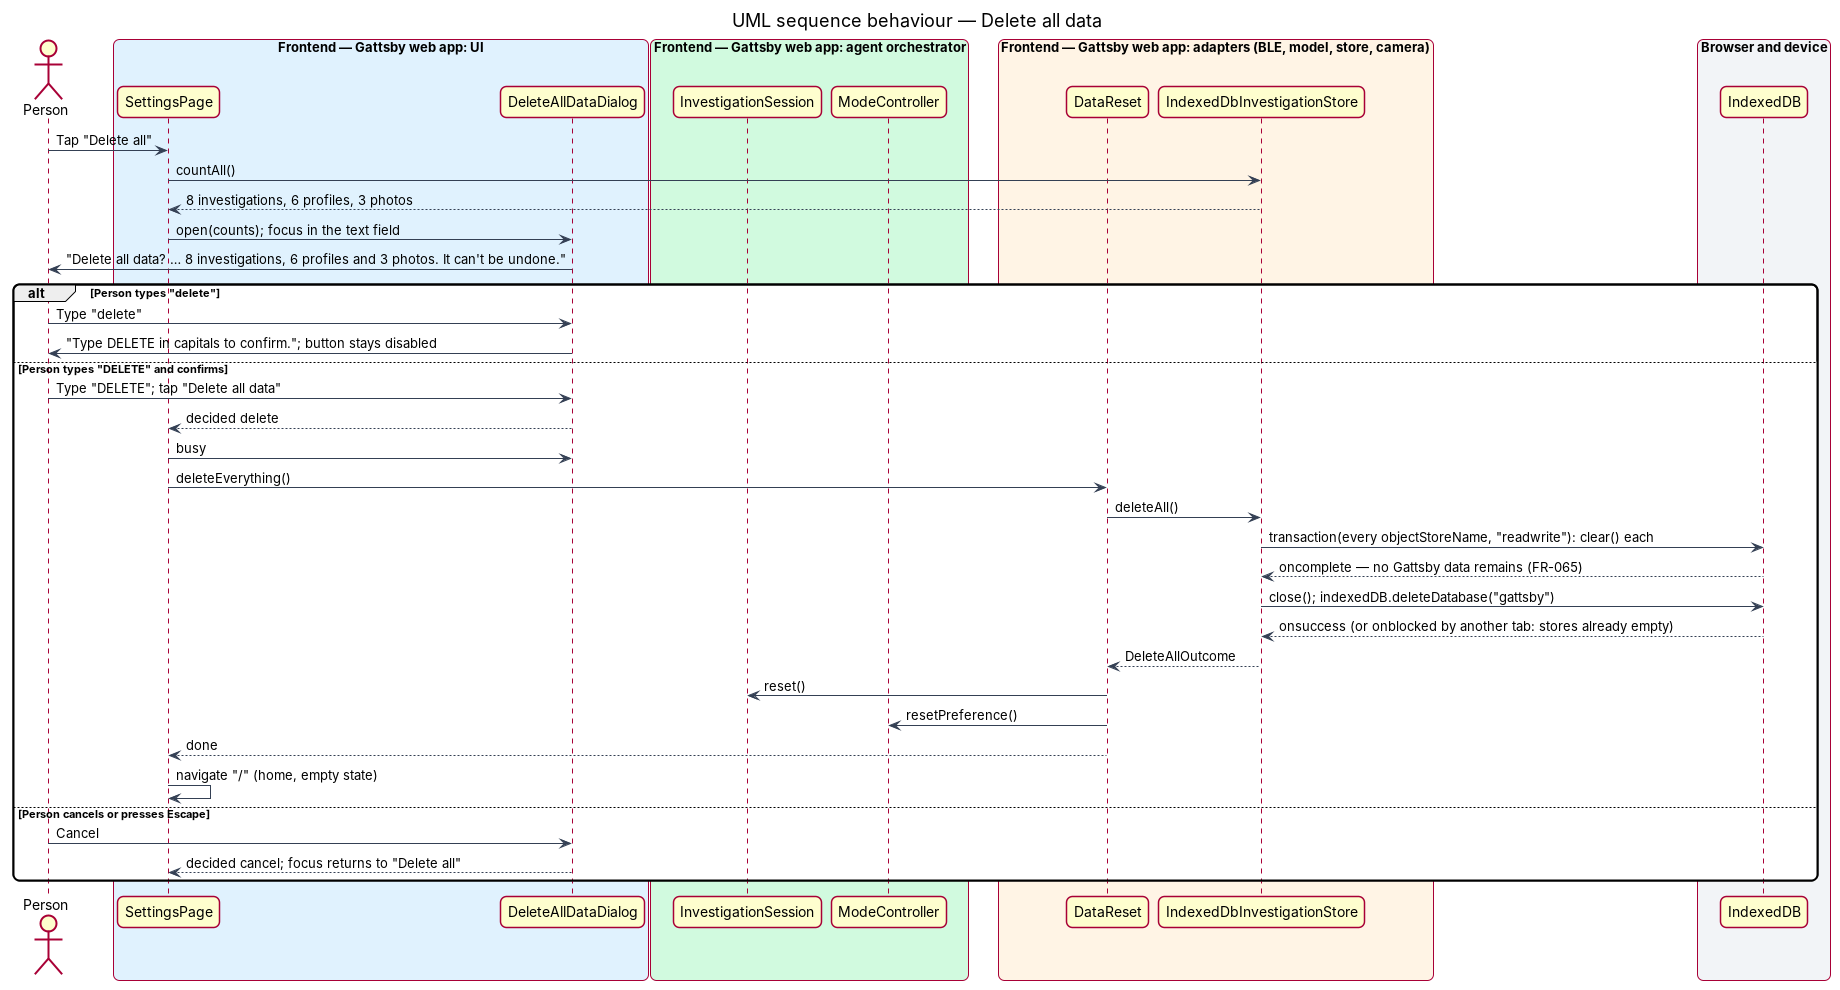 UML sequence behaviour — Delete all data
Frontend — Gattsby web app: UI
Frontend — Gattsby web app: agent orchestrator
Frontend — Gattsby web app: adapters (BLE, model, store, camera)
Browser and device
Person
SettingsPage
DeleteAllDataDialog
InvestigationSession
ModeController
DataReset
IndexedDbInvestigationStore
IndexedDB
Tap "Delete all"
countAll()
8 investigations, 6 profiles, 3 photos
open(counts); focus in the text field
"Delete all data? ... 8 investigations, 6 profiles and 3 photos. It can't be undone."
alt
[Person types "delete"]
Type "delete"
"Type DELETE in capitals to confirm."; button stays disabled
[Person types "DELETE" and confirms]
Type "DELETE"; tap "Delete all data"
decided delete
busy
deleteEverything()
deleteAll()
transaction(every objectStoreName, "readwrite"): clear() each
oncomplete — no Gattsby data remains (FR-065)
close(); indexedDB.deleteDatabase("gattsby")
onsuccess (or onblocked by another tab: stores already empty)
DeleteAllOutcome
reset()
resetPreference()
done
navigate "/" (home, empty state)
[Person cancels or presses Escape]
Cancel
decided cancel; focus returns to "Delete all"
Person
SettingsPage
DeleteAllDataDialog
InvestigationSession
ModeController
DataReset
IndexedDbInvestigationStore
IndexedDB